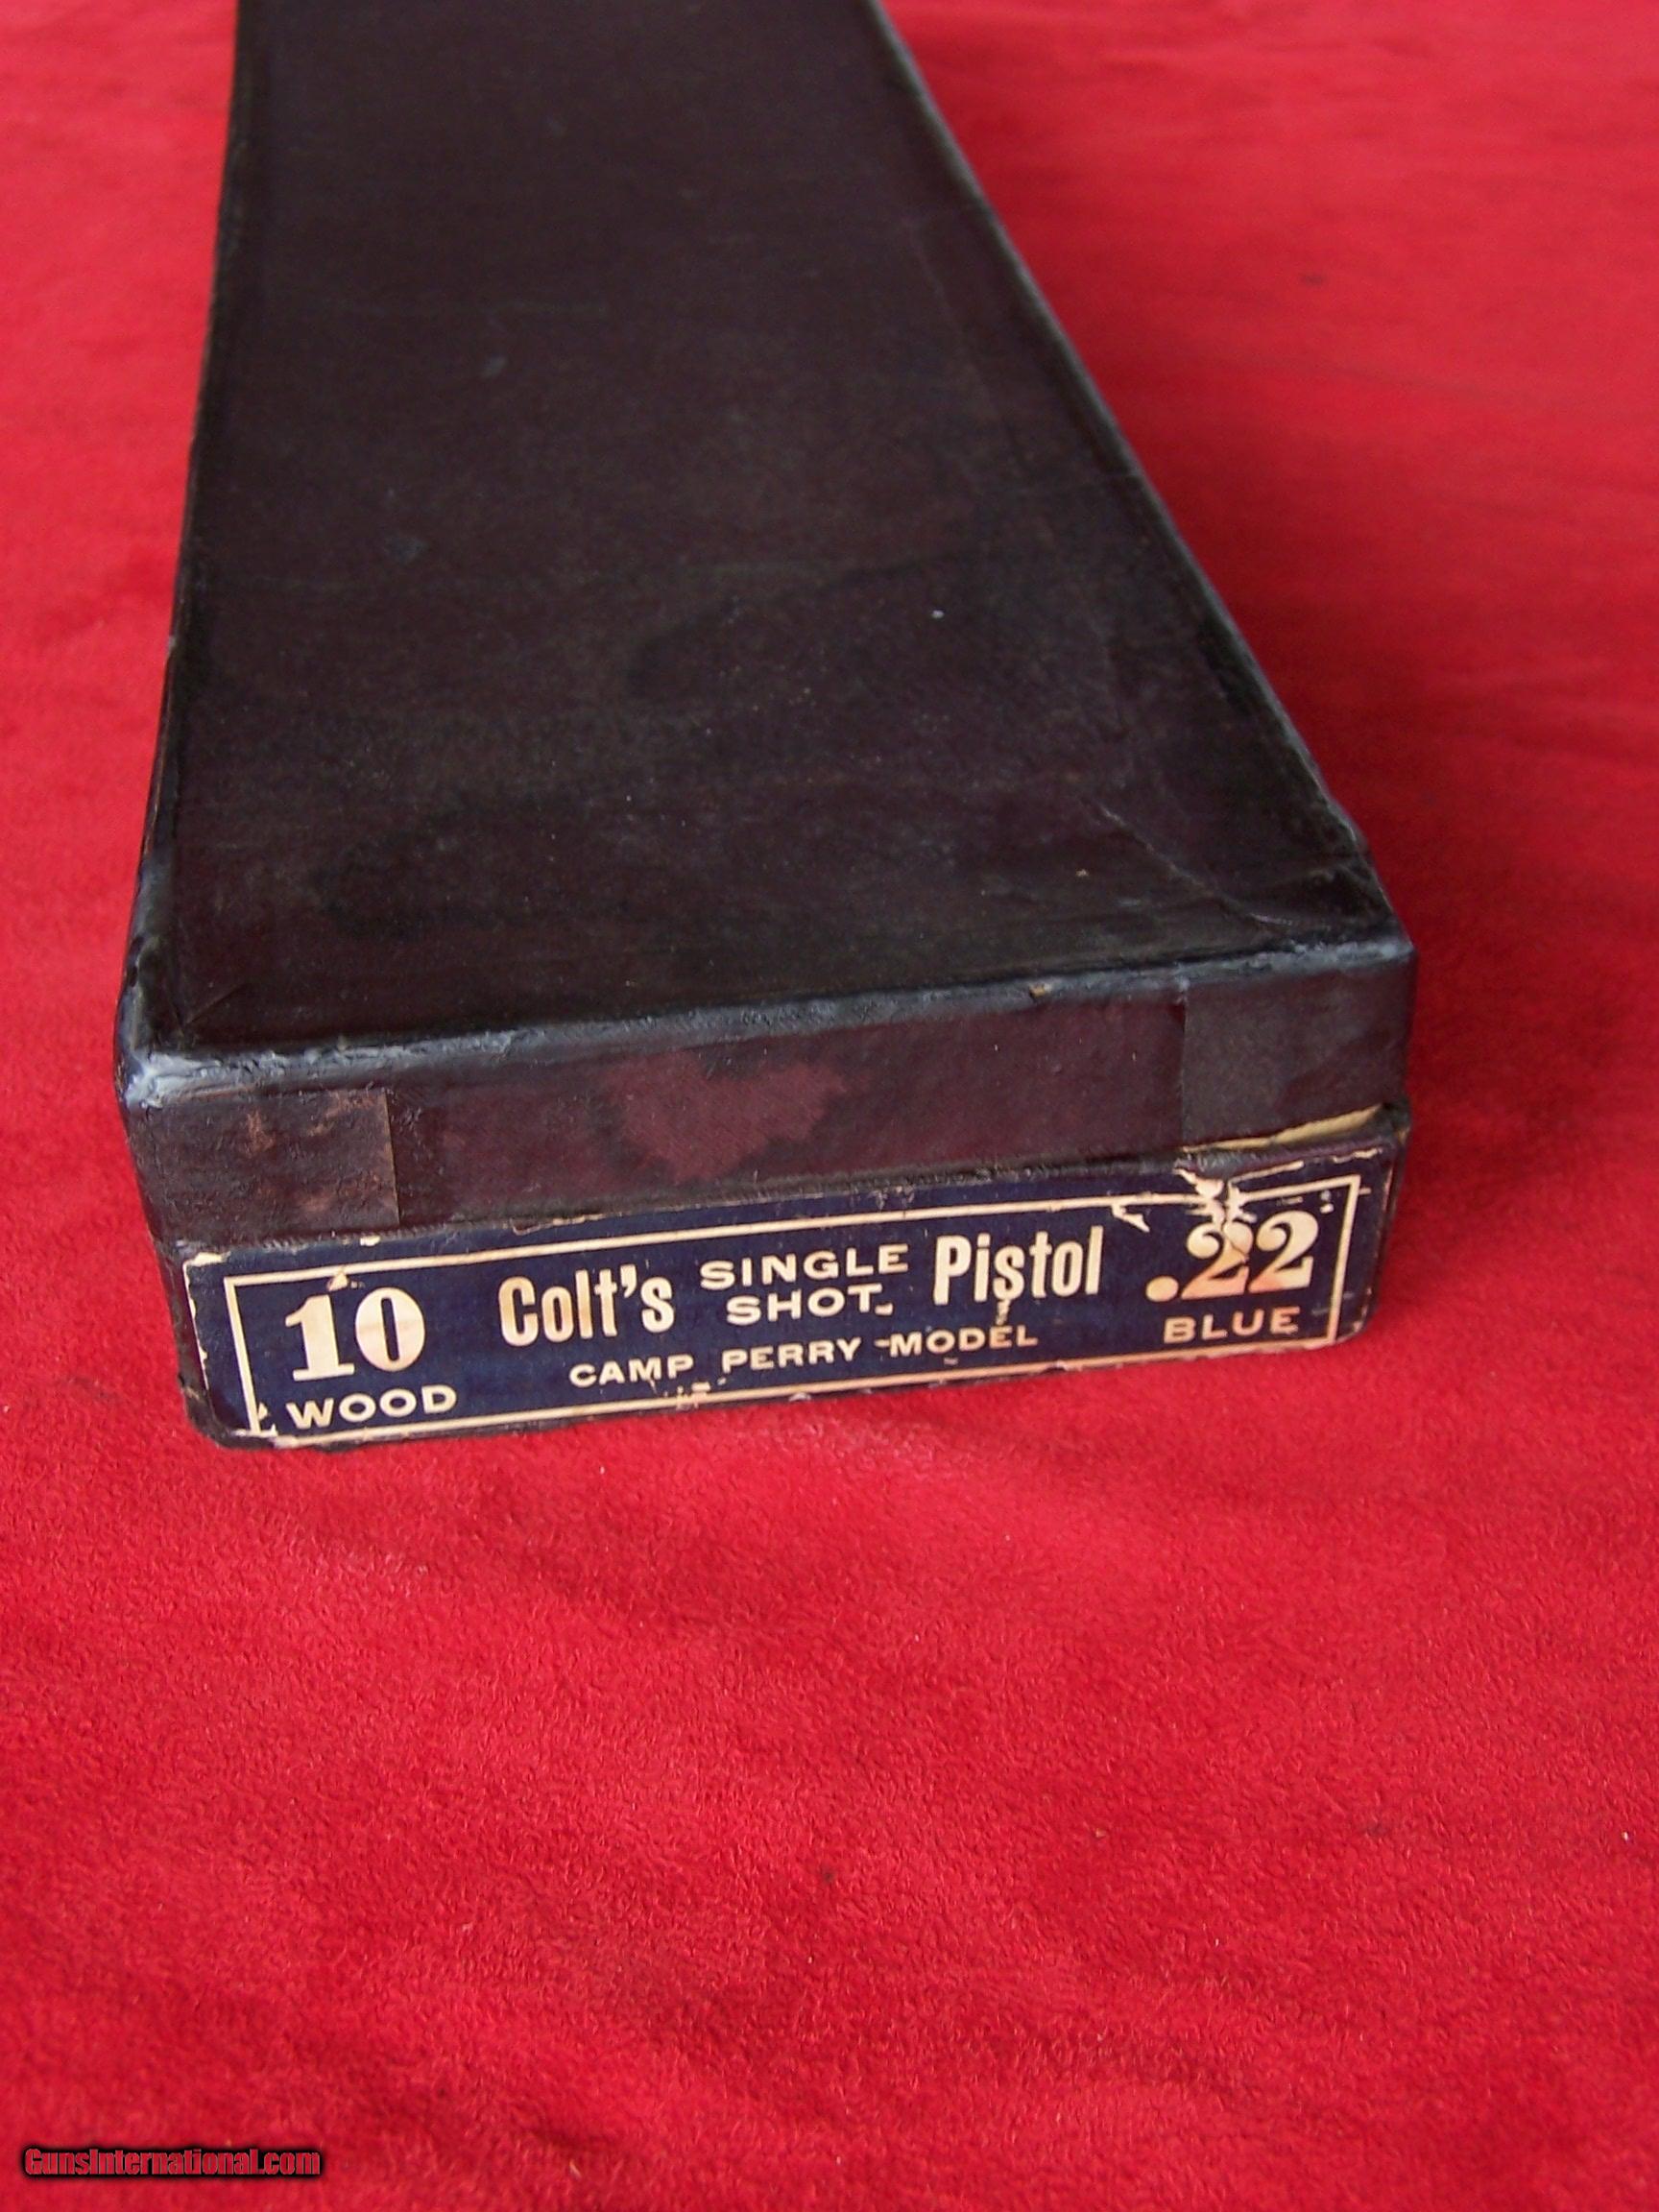 10 Colt's SINGLE SHOT Pistol .22
WOOD CAMP PERRY MODEL BLUE
GunsInternational.com